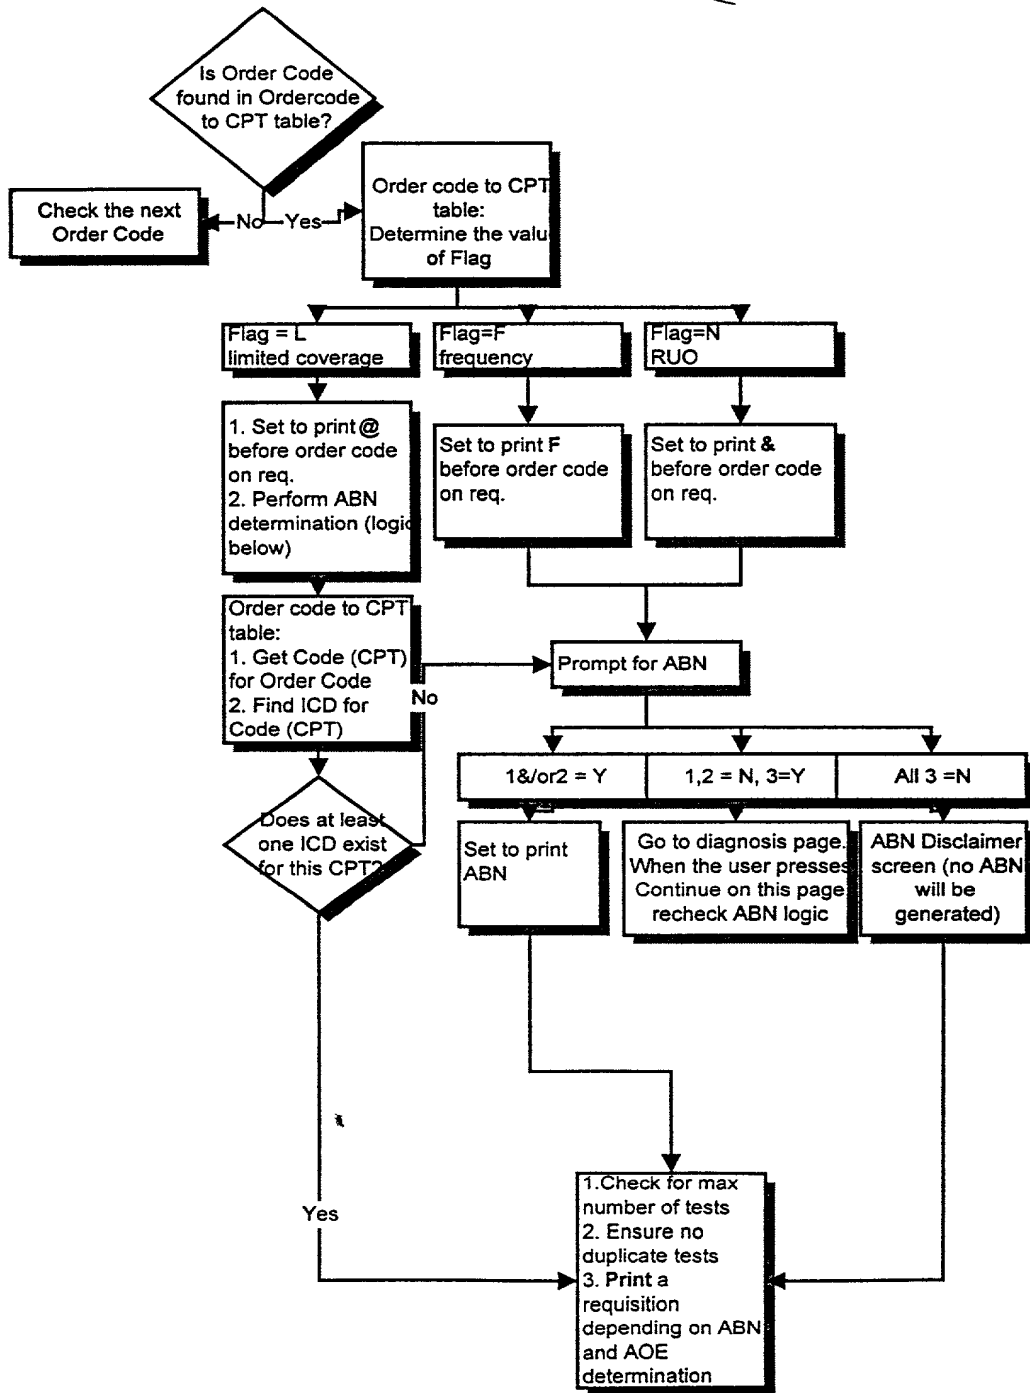 Is Order Code
found in Ordercode
to CPT table?
Check the next
Order Code
No
Yes
Order code to CPT
table:
Determine the valu
of Flag
Flag = L
limited coverage
Flag=F
frequency
Flag=N
RUO
1. Set to print @
before order code
on req.
2. Perform ABN
determination (logic
below)
Set to print F
before order code
on req.
Set to print &
before order code
on req.
Order code to CPT
table:
1. Get Code (CPT)
for Order Code
2. Find ICD for
Code (CPT)
No
Prompt for ABN
1&/or2 = Y
1,2 = N, 3=Y
All 3 =N
Does at least
one ICD exist
for this CPT?
Set to print
ABN
Go to diagnosis page.
When the user presses
Continue on this page
recheck ABN logic
ABN Disclaimer
screen (no ABN
will be
generated)
Yes
1.Check for max
number of tests
2. Ensure no
duplicate tests
3. Print a
requisition
depending on ABN
and AOE
determination